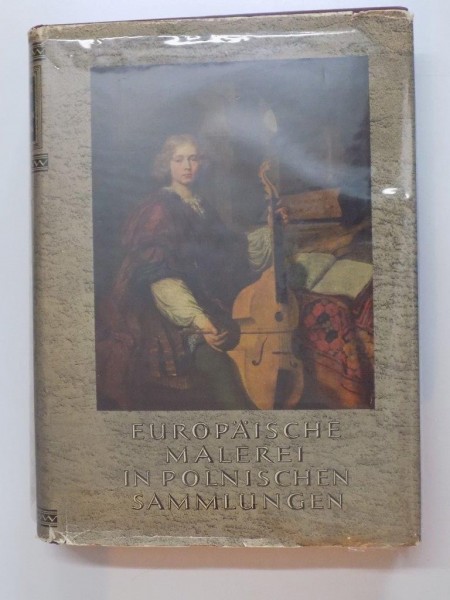 EUROPÄISCHE
MALEREI
IN POLNISCHEN
SAMMLUNGEN